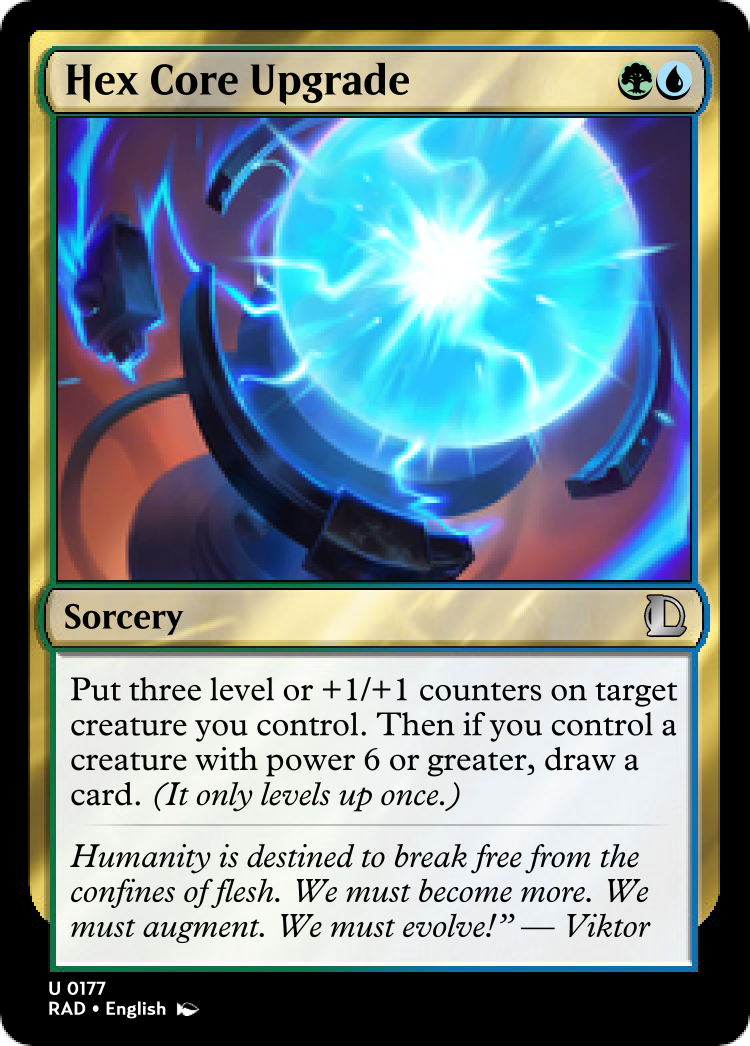 Hex Core Upgrade
Sorcery
Put three level or +1/+1 counters on target
creature you control. Then if you control a
creature with power 6 or greater, draw a
card. (It only levels up once.)
Humanity is destined to break free from the
confines of flesh. We must become more. We
must augment. We must evolve!” — Viktor
U 0177
RAD • English